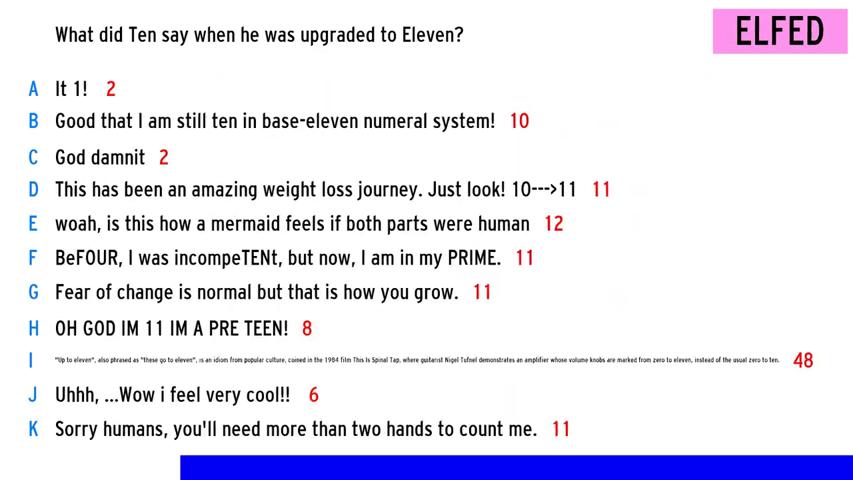 What did Ten say when he was upgraded to Eleven?
ELFED
A It 1! 2
B Good that I am still ten in base-eleven numeral system! 10
C God damnit 2
D This has been an amazing weight loss journey. Just look! 10--->11 11
E woah, is this how a mermaid feels if both parts were human 12
F BeFOUR, I was incompeTENt, but now, I am in my PRIME. 11
G Fear of change is normal but that is how you grow. 11
H OH GOD IM 11 IM A PRE TEEN! 8
I "Up to eleven", also phrased as "these go to eleven", is an idiom from popular culture, coined in the 1984 film This Is Spinal Tap, where guitarist Nigel Tufnel demonstrates an amplifier whose volume knobs are marked from zero to eleven, instead of the usual zero to ten. 48
J Uhhh, ...Wow i feel very cool!! 6
K Sorry humans, you'll need more than two hands to count me. 11